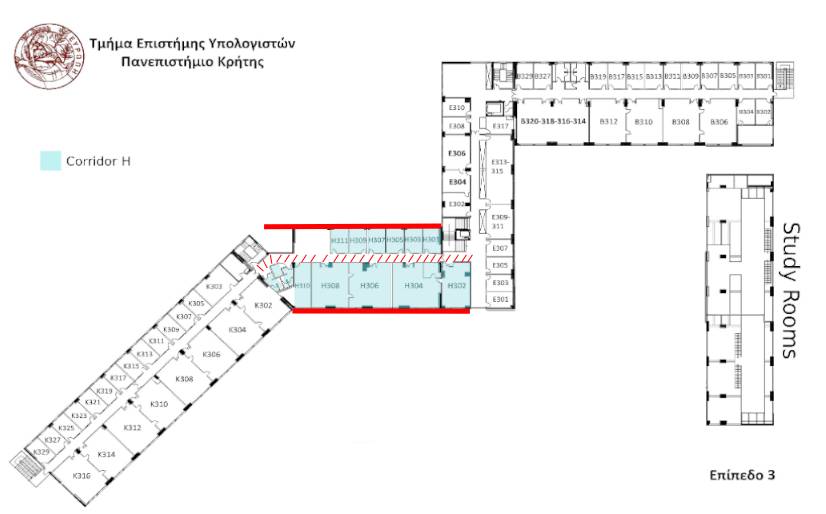 Τμήμα Επιστήμης Υπολογιστών
Πανεπιστήμιο Κρήτης
Corridor H
B329 B327 B319 B317 B315 B313 B311 B309 B307 B305 B303 B301
B304 B302
B320-318-316-314 B312 B310 B308 B306
E310
E308 E317
E306
E313-
315
E304
E302
E309-
311
E307
E305
E303
E301
H311 H309 H307 H305 H303 H301
H310 H308 H306 H304 H302
K303
K305
K307
K309
K311
K313
K315
K317
K319
K321
K323
K325
K327
K329
K302
K304
K306
K308
K310
K312
K314
K316
Study Rooms
Επίπεδο 3